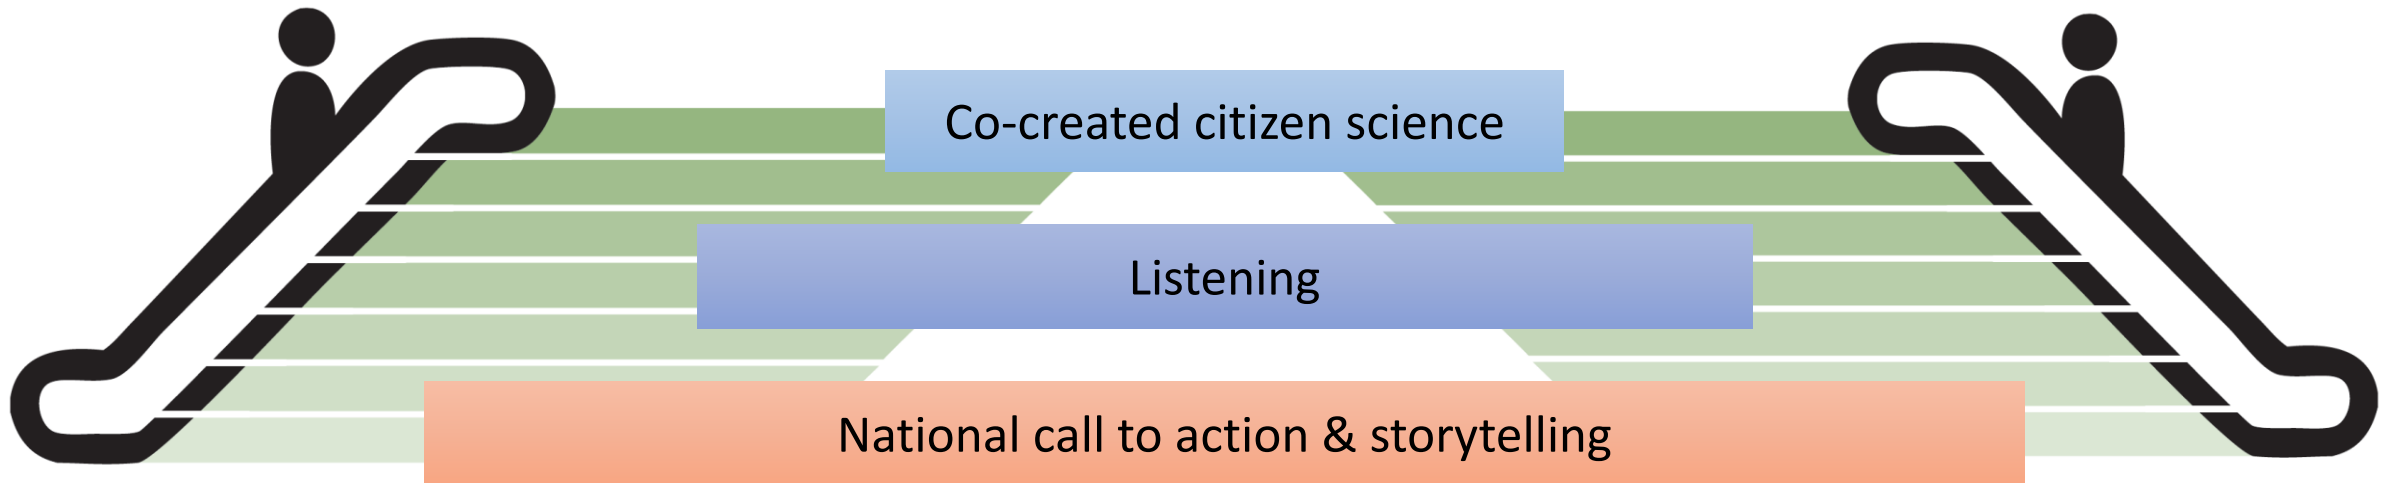 Co-created citizen science
Listening
National call to action & storytelling